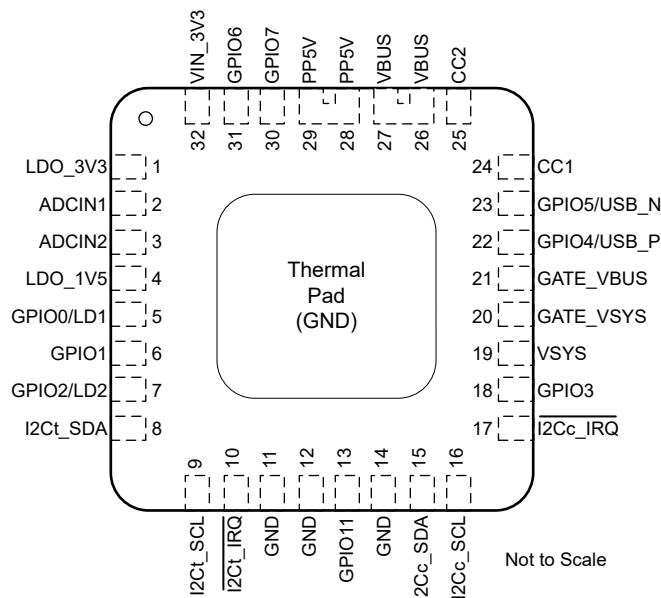 VIN_3V3
GPIO6
GPIO7
PP5V
PP5V
VBUS
VBUS
CC2
32
31
30
29
28
27
26
25
LDO_3V3 1
ADCIN1 2
ADCIN2 3
LDO_1V5 4
GPIO0/LD1 5
GPIO1 6
GPIO2/LD2 7
I2Ct_SDA 8
Thermal
Pad
(GND)
24 CC1
23 GPIO5/USB_N
22 GPIO4/USB_P
21 GATE_VBUS
20 GATE_VSYS
19 VSYS
18 GPIO3
17 I2Cc_IRQ
9
10
11
12
13
14
15
16
I2Ct_SCL
I2Ct_IRQ
GND
GND
GPIO11
GND
2Cc_SDA
I2Cc_SCL
Not to Scale